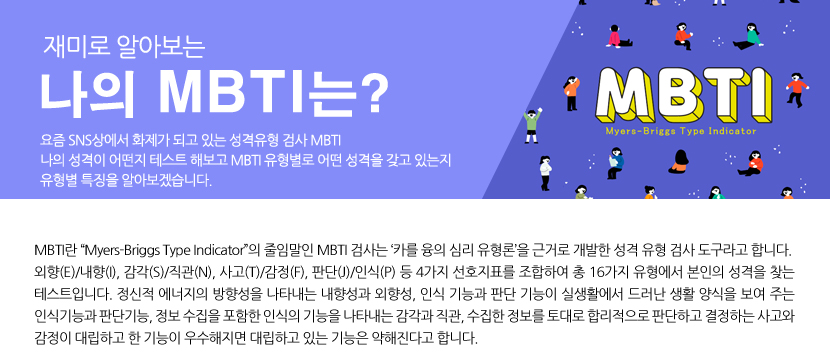 재미로 알아보는
나의 MBTI는?
요즘 SNS상에서 화제가 되고 있는 성격유형 검사 MBTI
나의 성격이 어떤지 테스트 해보고 MBTI 유형별로 어떤 성격을 갖고 있는지
유형별 특징을 알아보겠습니다.
MBTI
Myers-Briggs Type Indicator
MBTI란 “Myers-Briggs Type Indicator”의 줄임말인 MBTI 검사는 ‘카를 융의 심리 유형론’을 근거로 개발한 성격 유형 검사 도구라고 합니다.
외향(E)/내향(I), 감각(S)/직관(N), 사고(T)/감정(F), 판단(J)/인식(P) 등 4가지 선호지표를 조합하여 총 16가지 유형에서 본인의 성격을 찾는
테스트입니다. 정신적 에너지의 방향성을 나타내는 내향성과 외향성, 인식 기능과 판단 기능이 실생활에서 드러난 생활 양식을 보여 주는
인식기능과 판단기능, 정보 수집을 포함한 인식의 기능을 나타내는 감각과 직관, 수집한 정보를 토대로 합리적으로 판단하고 결정하는 사고와
감정이 대립하고 한 기능이 우수해지면 대립하고 있는 기능은 약해진다고 합니다.